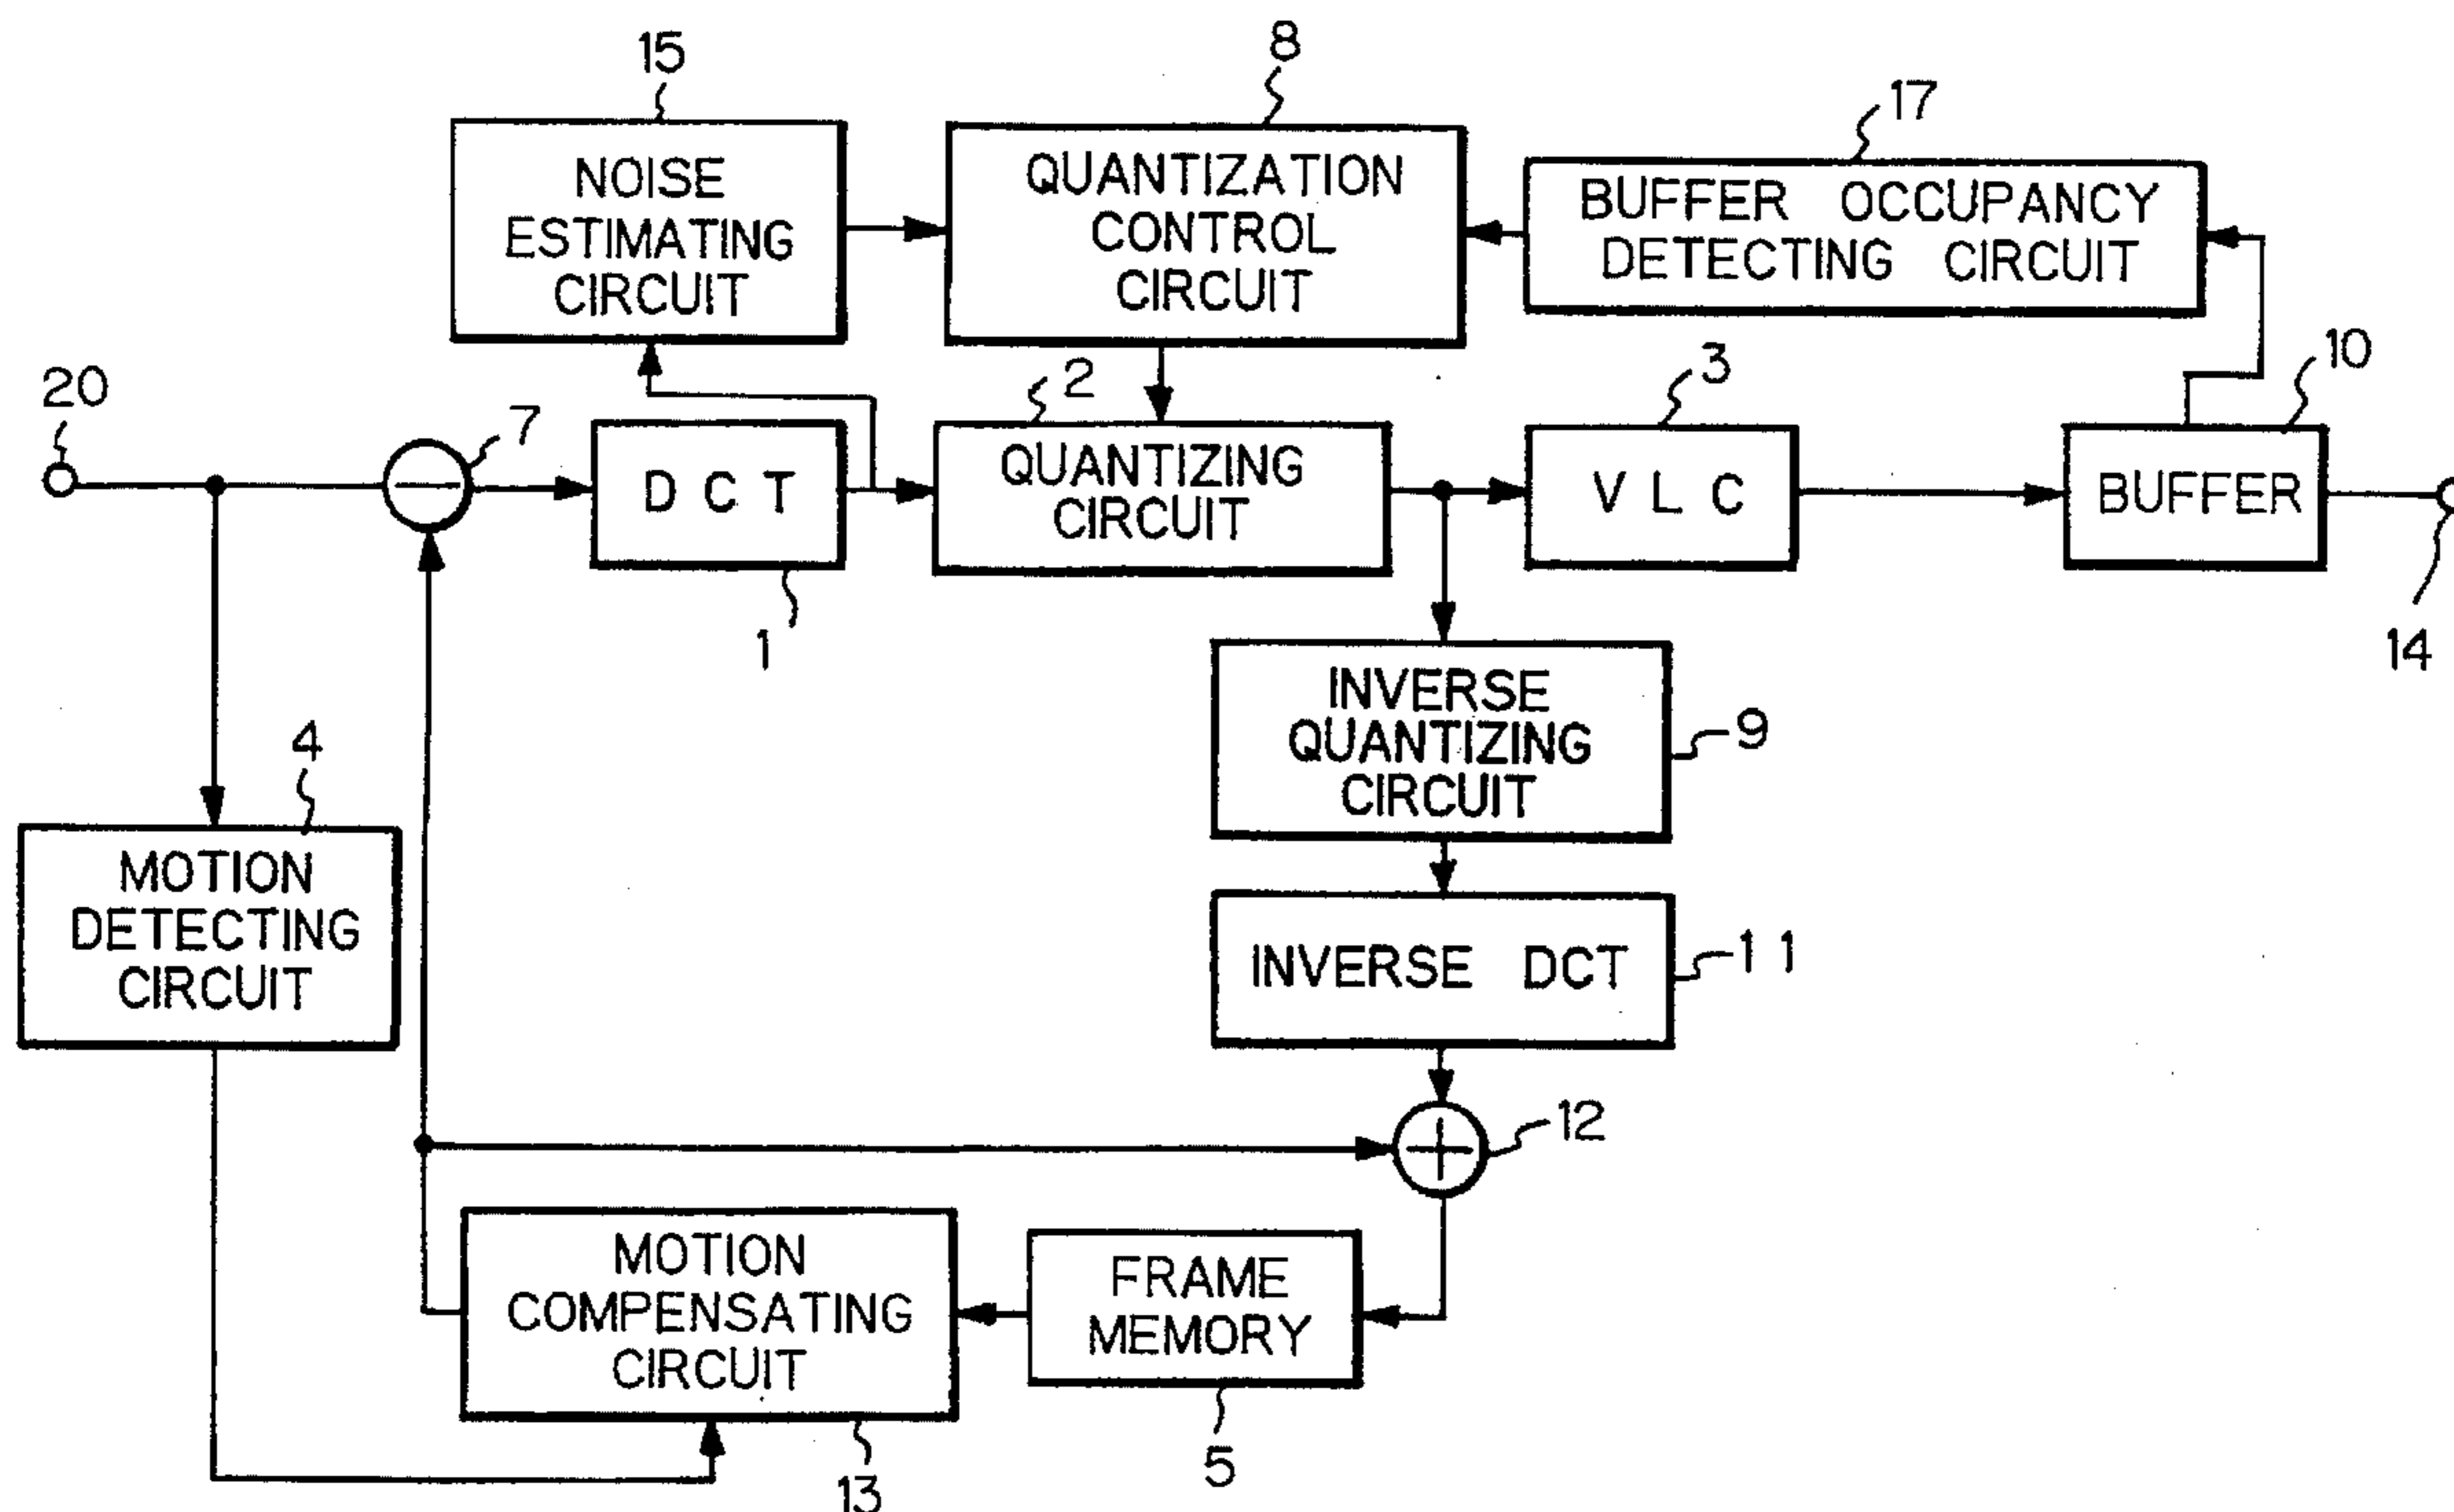 15
8
17
NOISE
ESTIMATING
CIRCUIT
QUANTIZATION
CONTROL
CIRCUIT
BUFFER OCCUPANCY
DETECTING CIRCUIT
20
7
2
3
10
D C T
QUANTIZING
CIRCUIT
V L C
BUFFER
1
14
4
INVERSE
QUANTIZING
CIRCUIT
9
MOTION
DETECTING
CIRCUIT
INVERSE DCT
11
12
MOTION
COMPENSATING
CIRCUIT
FRAME
MEMORY
13
5